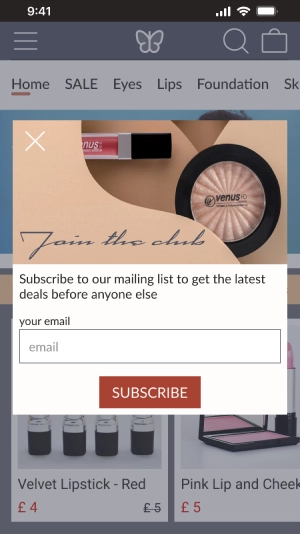 9:41
Home SALE Eyes Lips Foundation Sk
enus
venus
Join the club
Subscribe to our mailing list to get the latest
deals before anyone else
your email
email
SUBSCRIBE
Velvet Lipstick - Red
Pink Lip and Cheek
£ 4 £ 5
£ 5